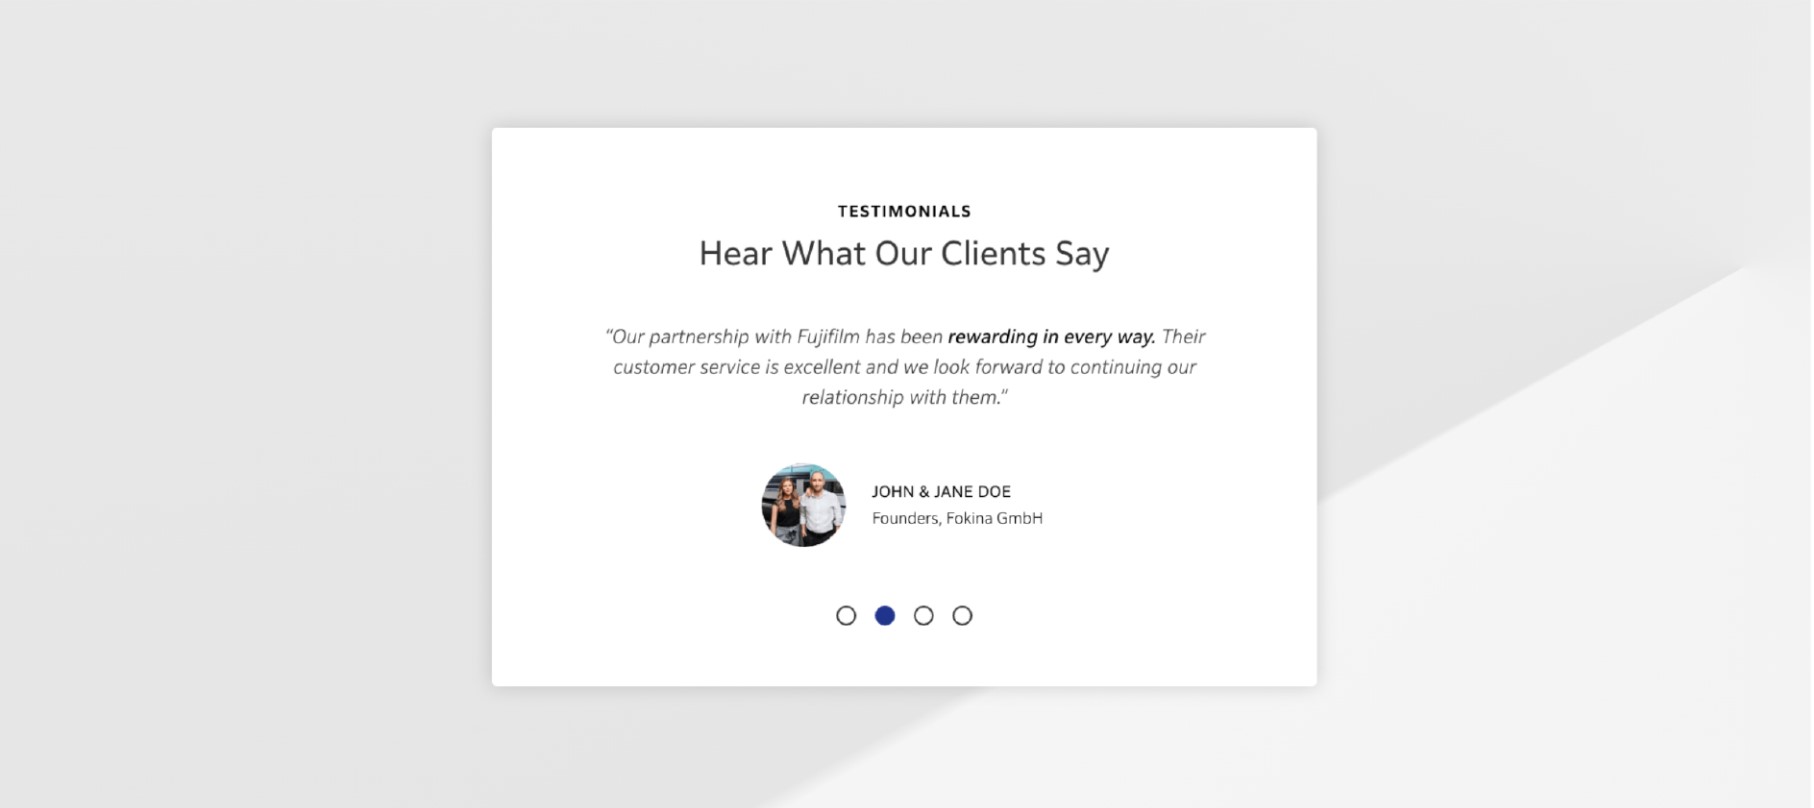 TESTIMONIALS
Hear What Our Clients Say
“Our partnership with Fujifilm has been rewarding in every way. Their
customer service is excellent and we look forward to continuing our
relationship with them.”
JOHN & JANE DOE
Founders, Fokina GmbH